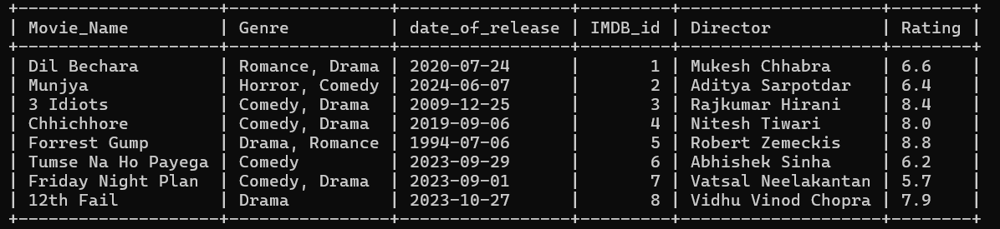 +--------------------+----------------+-----------------+---------+-------------------+--------+
| Movie_Name         | Genre          | date_of_release | IMDB_id | Director          | Rating |
+--------------------+----------------+-----------------+---------+-------------------+--------+
| Dil Bechara        | Romance, Drama | 2020-07-24      |       1 | Mukesh Chhabra    | 6.6    |
| Munjya             | Horror, Comedy | 2024-06-07      |       2 | Aditya Sarpotdar  | 6.4    |
| 3 Idiots           | Comedy, Drama  | 2009-12-25      |       3 | Rajkumar Hirani   | 8.4    |
| Chhichhore         | Comedy, Drama  | 2019-09-06      |       4 | Nitesh Tiwari     | 8.0    |
| Forrest Gump       | Drama, Romance | 1994-07-06      |       5 | Robert Zemeckis   | 8.8    |
| Tumse Na Ho Payega | Comedy         | 2023-09-29      |       6 | Abhishek Sinha    | 6.2    |
| Friday Night Plan  | Comedy, Drama  | 2023-09-01      |       7 | Vatsal Neelakantan | 5.7    |
| 12th Fail          | Drama          | 2023-10-27      |       8 | Vidhu Vinod Chopra | 7.9    |
+--------------------+----------------+-----------------+---------+-------------------+--------+